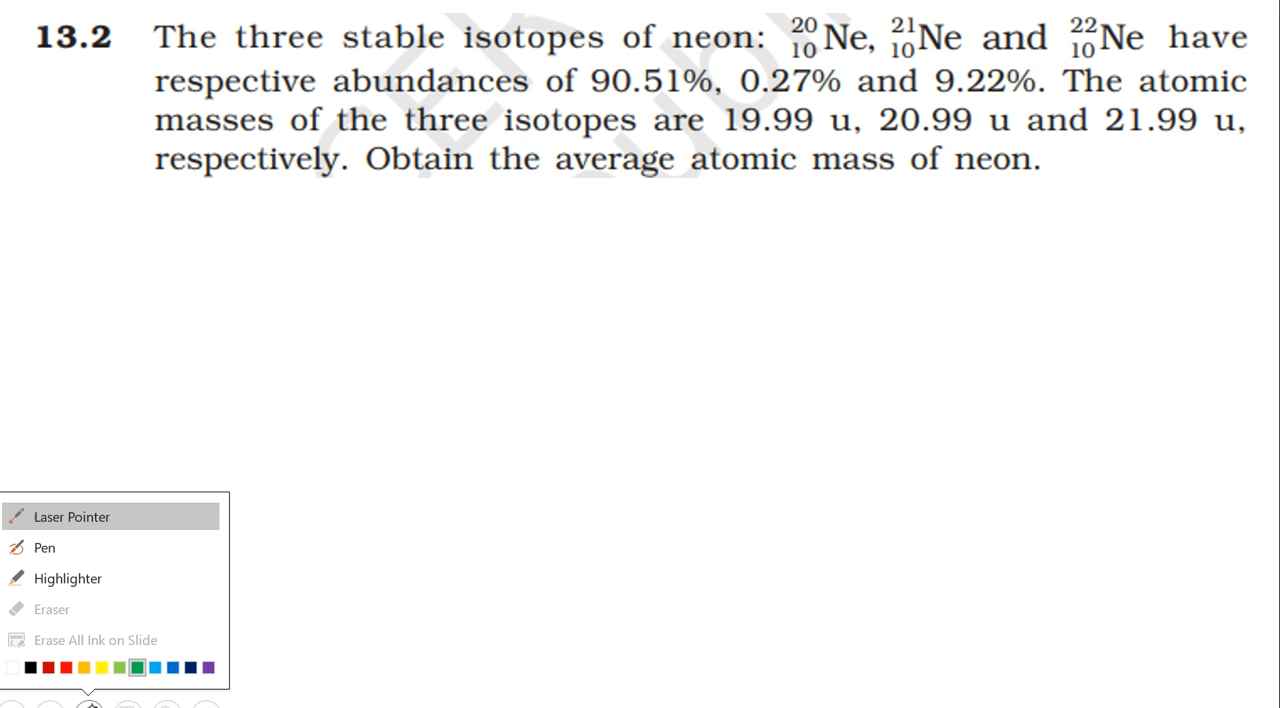 13.2 The three stable isotopes of neon: ²⁰₁₀Ne, ²¹₁₀Ne and ²²₁₀Ne have
respective abundances of 90.51%, 0.27% and 9.22%. The atomic
masses of the three isotopes are 19.99 u, 20.99 u and 21.99 u,
respectively. Obtain the average atomic mass of neon.
Laser Pointer
Pen
Highlighter
Eraser
Erase All Ink on Slide